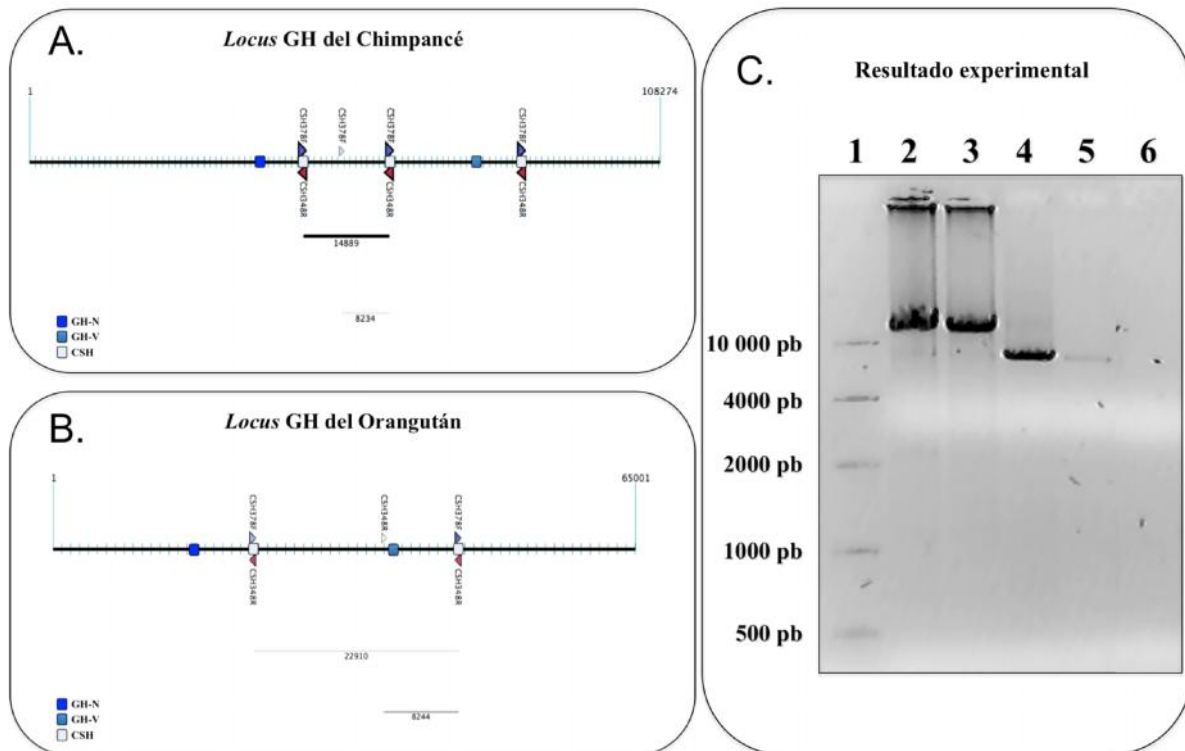 A.
Locus GH del Chimpancé
1
108274
CSH378F
CSH378F
CSH378F
CSH378F
CSH348R
CSH348R
CSH348R
14889
8234
GH-N
GH-V
CSH
B.
Locus GH del Orangután
1
65001
CSH378F
CSH348R
CSH378F
CSH348R
CSH348R
22910
8244
GH-N
GH-V
CSH
C.
Resultado experimental
1 2 3 4 5 6
10 000 pb
4000 pb
2000 pb
1000 pb
500 pb